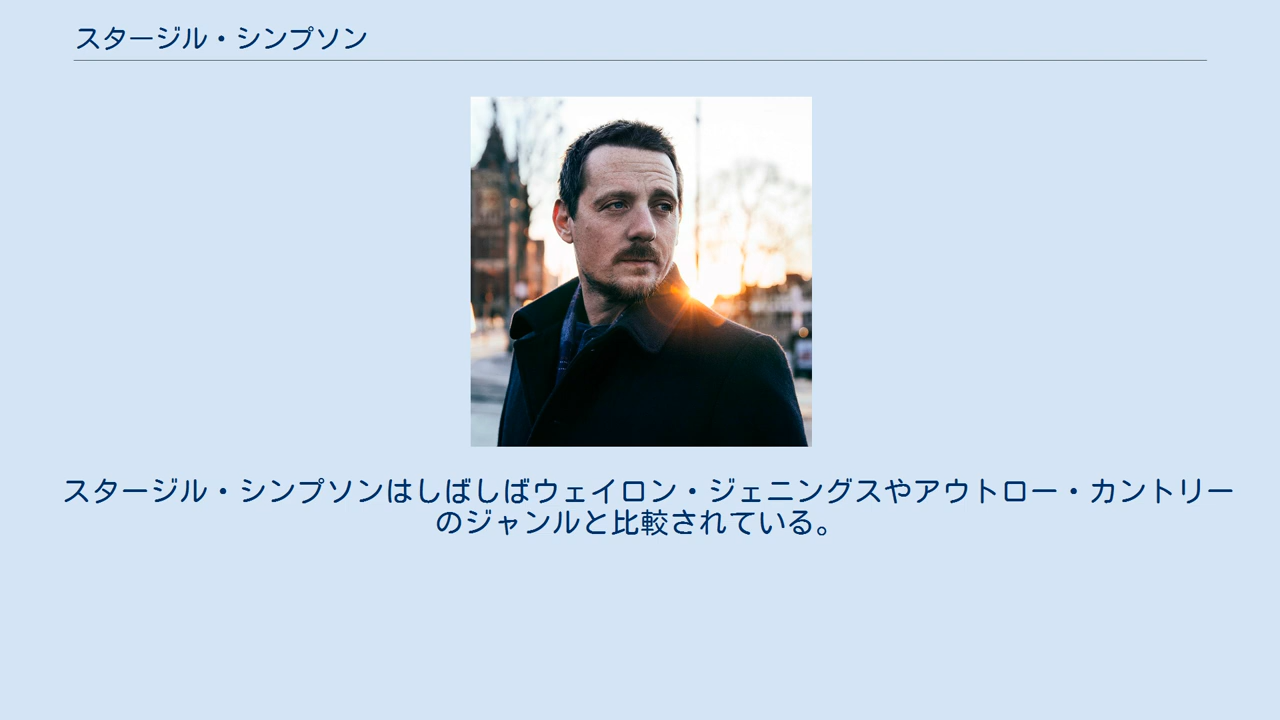 スタージル・シンプソン
スタージル・シンプソンはしばしばウェイロン・ジェニングスやアウトロー・カントリー
のジャンルと比較されている。